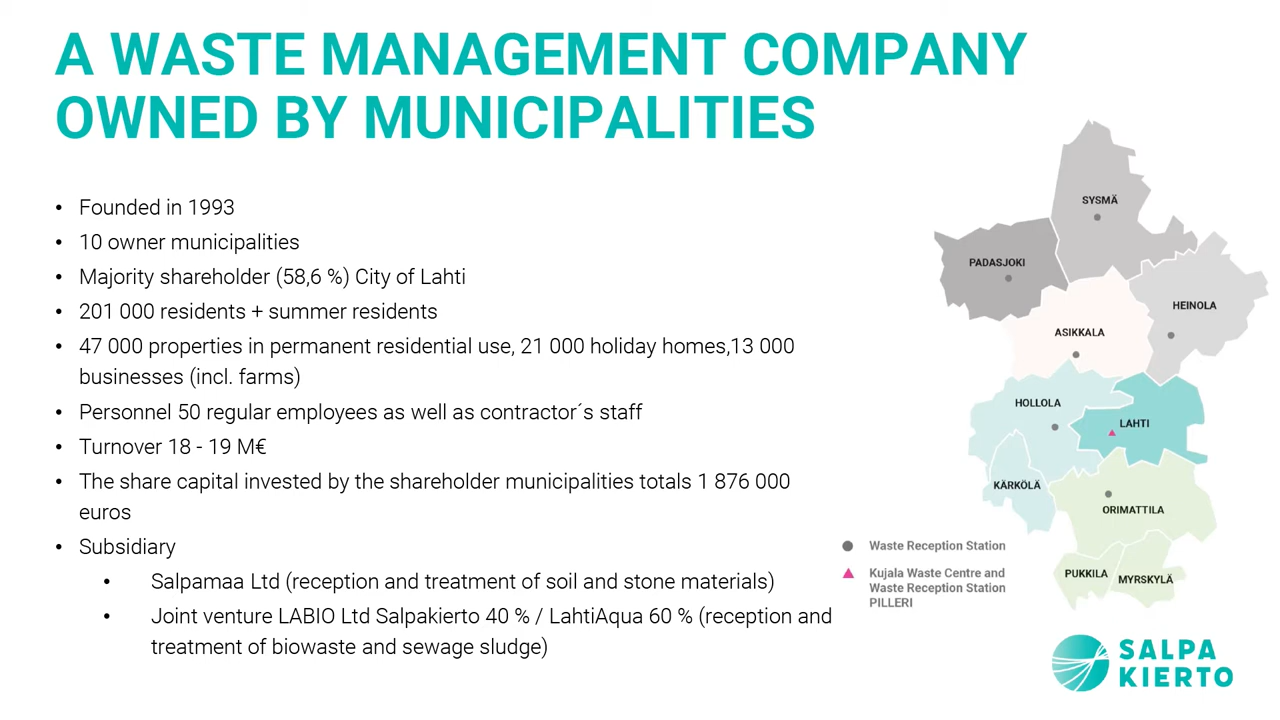 A WASTE MANAGEMENT COMPANY
OWNED BY MUNICIPALITIES
• Founded in 1993
• 10 owner municipalities
• Majority shareholder (58,6 %) City of Lahti
• 201 000 residents + summer residents
• 47 000 properties in permanent residential use, 21 000 holiday homes,13 000
businesses (incl. farms)
• Personnel 50 regular employees as well as contractor´s staff
• Turnover 18 - 19 M€
• The share capital invested by the shareholder municipalities totals 1 876 000
euros
• Subsidiary
• Salpamaa Ltd (reception and treatment of soil and stone materials)
• Joint venture LABIO Ltd Salpakierto 40 % / LahtiAqua 60 % (reception and
treatment of biowaste and sewage sludge)
SYSMÄ
PADASJOKI
HEINOLA
ASIKKALA
HOLLOLA
LAHTI
KÄRKÖLÄ
ORIMATTILA
PUKKILA
MYRSKYLÄ
Waste Reception Station
Kujala Waste Centre and
Waste Reception Station
PILLERI
SALPA
KIERTO